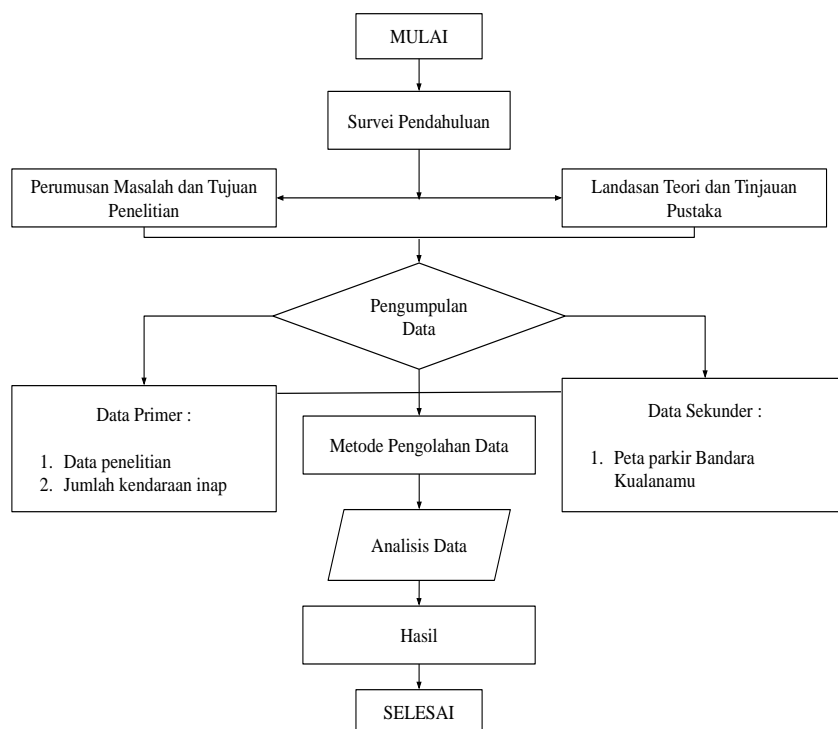 MULAI
Survei Pendahuluan
Perumusan Masalah dan Tujuan
Penelitian
Landasan Teori dan Tinjauan
Pustaka
Pengumpulan
Data
Data Primer :
1. Data penelitian
2. Jumlah kendaraan inap
Metode Pengolahan Data
Data Sekunder :
1. Peta parkir Bandara
Kualanamu
Analisis Data
Hasil
SELESAI